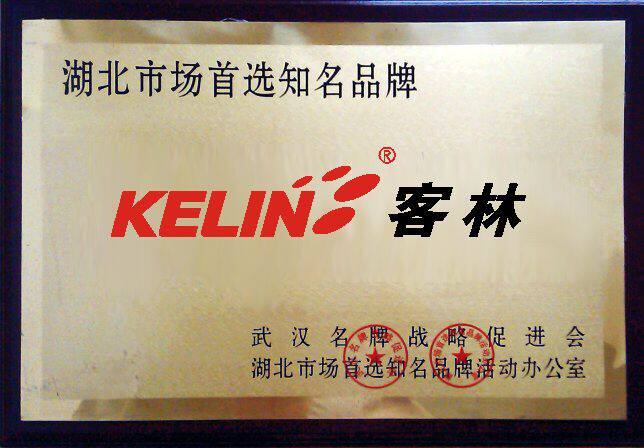 湖北市场首选知名品牌
KELIN® 客林
武汉名牌战略促进会
湖北市场首选知名品牌活动办公室